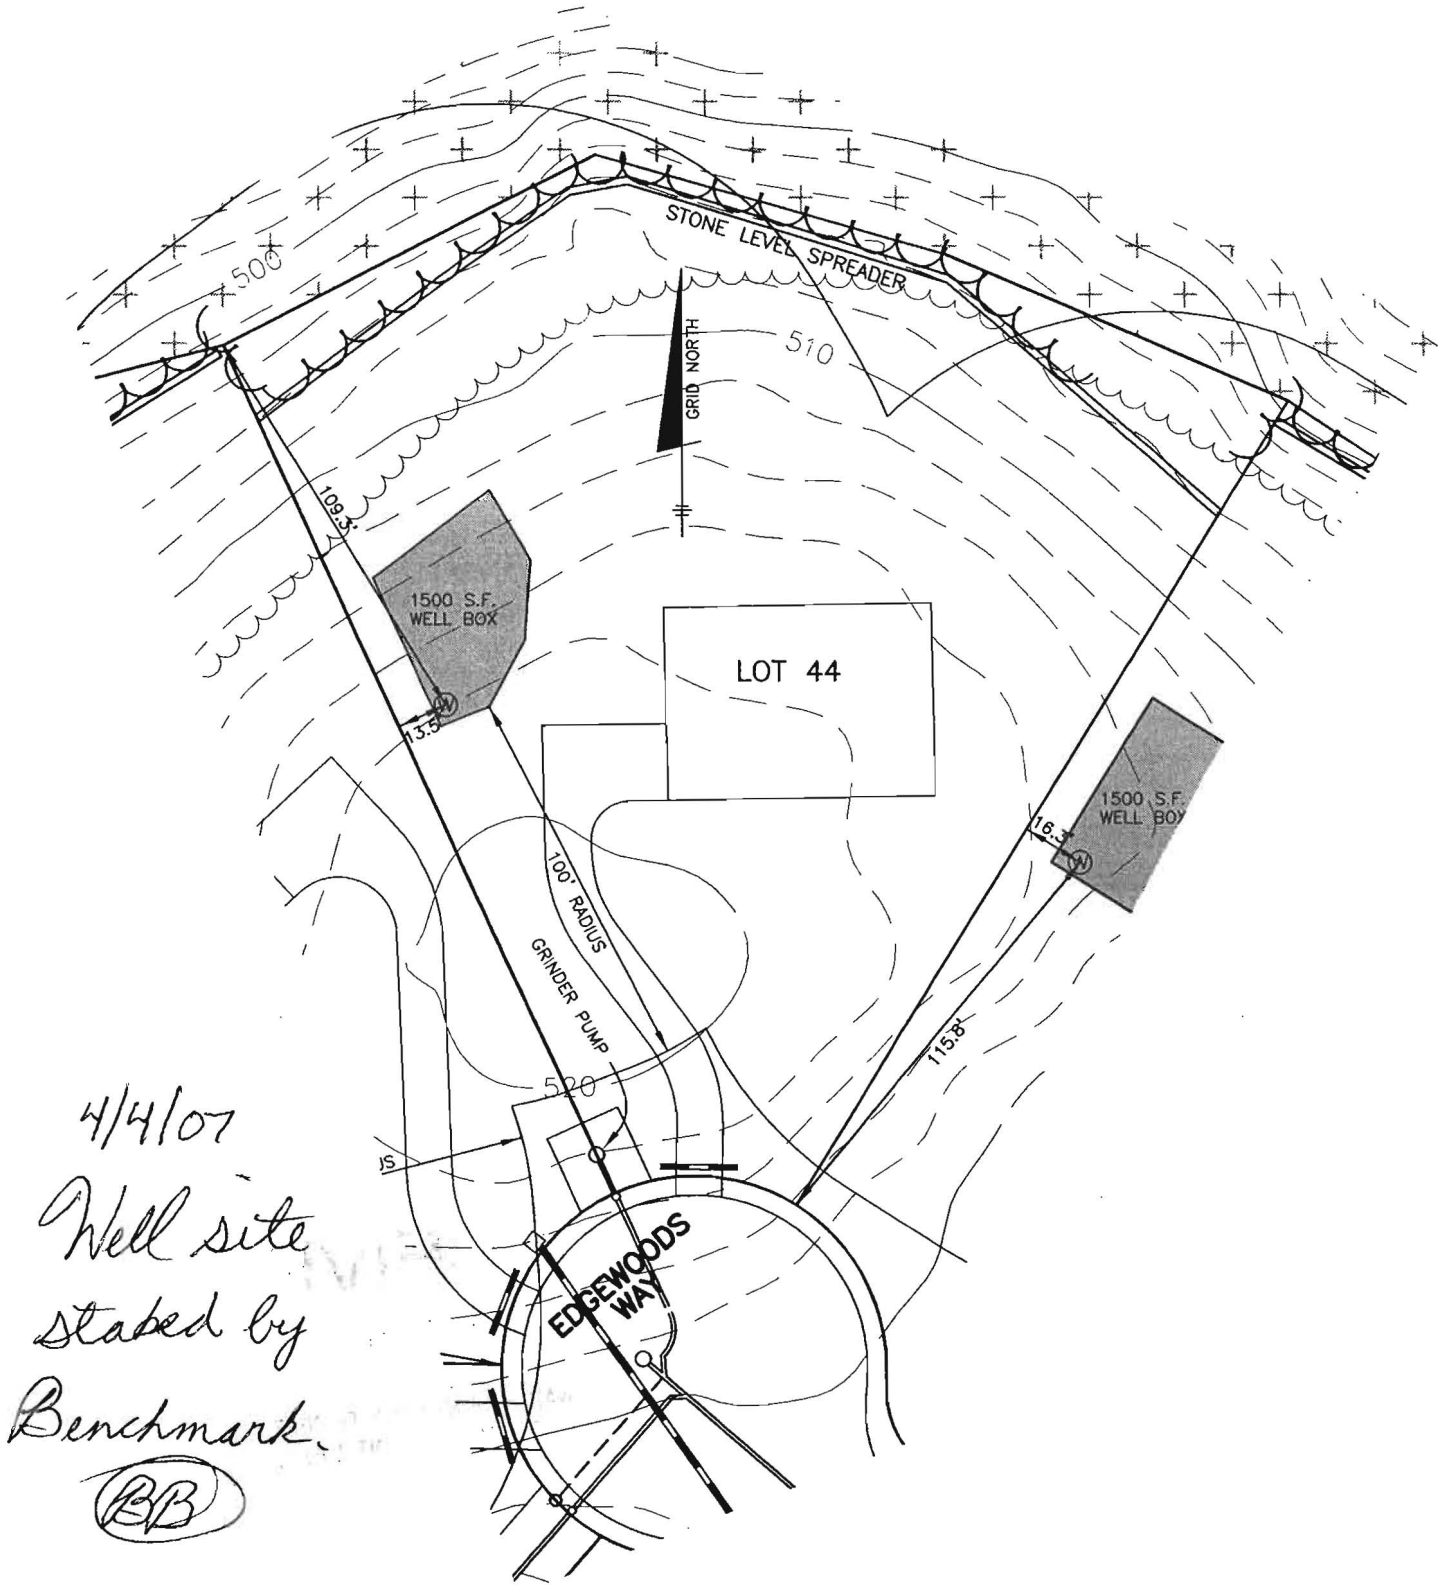 500
STONE LEVEL SPREADER
GRID NORTH
510
109.3'
1500 S.F.
WELL BOX
LOT 44
13.5'
1500 S.F.
WELL BOX
16.3'
100' RADIUS
GRINDER PUMP
115.8'
520
US
EDGEWOODS
WAY
4/4/07
Well site
staked by
Benchmark.
BB